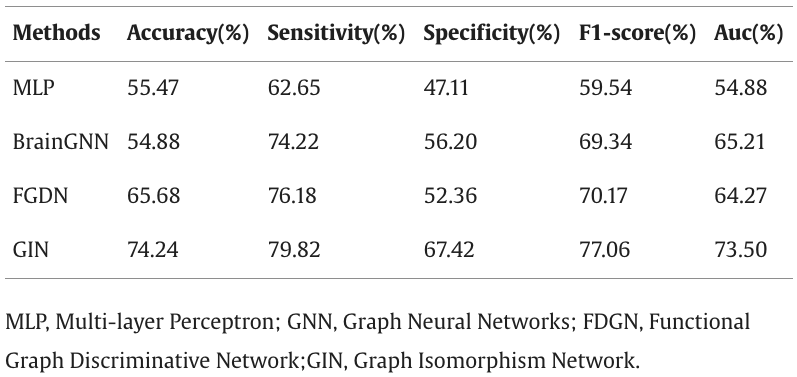 Methods Accuracy(%) Sensitivity(%) Specificity(%) F1-score(%) Auc(%)
MLP 55.47 62.65 47.11 59.54 54.88
BrainGNN 54.88 74.22 56.20 69.34 65.21
FGDN 65.68 76.18 52.36 70.17 64.27
GIN 74.24 79.82 67.42 77.06 73.50
MLP, Multi-layer Perceptron; GNN, Graph Neural Networks; FDGN, Functional
Graph Discriminative Network;GIN, Graph Isomorphism Network.